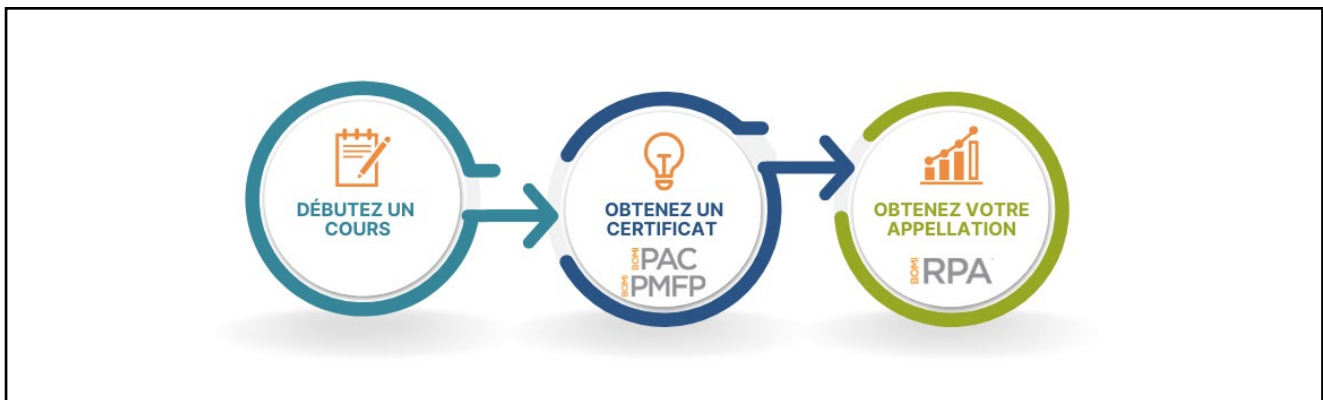 DÉBUTEZ UN
COURS
OBTENEZ UN
CERTIFICAT
BOMI PAC
BOMI PMFP
OBTENEZ VOTRE
APPELLATION
BOMI RPA